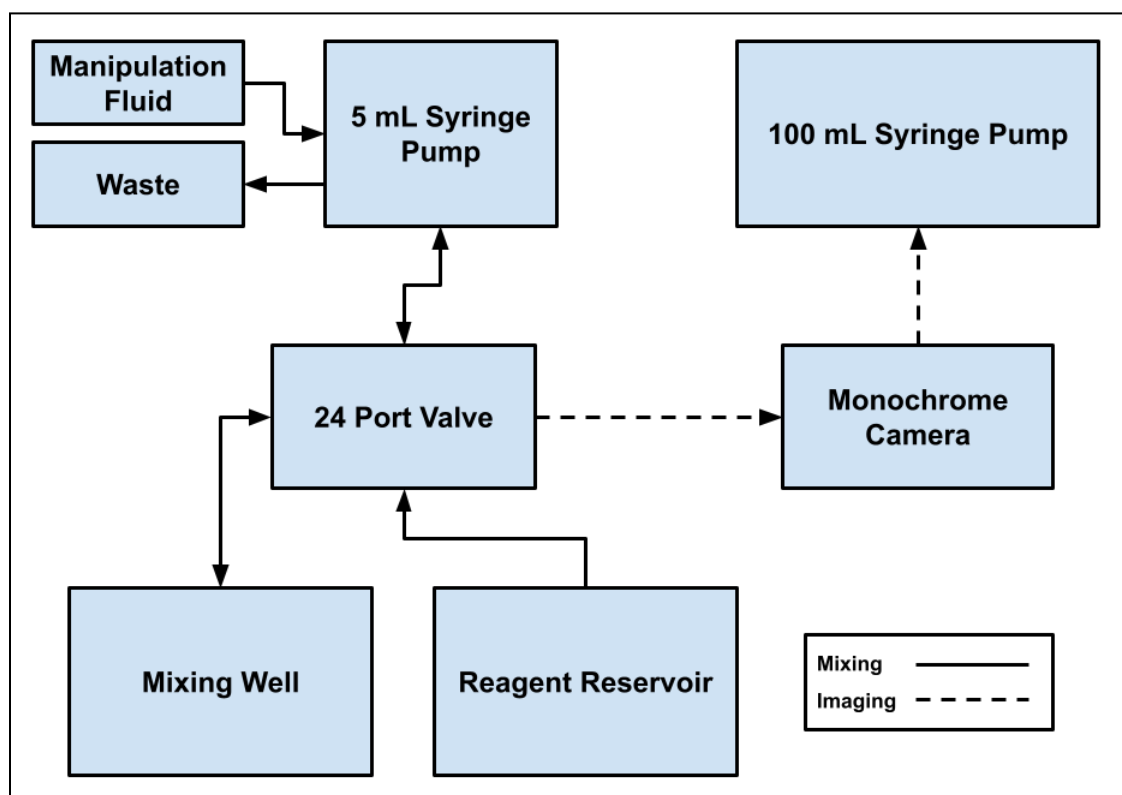 Manipulation
Fluid
Waste
5 mL Syringe
Pump
100 mL Syringe Pump
24 Port Valve
Monochrome
Camera
Mixing Well
Reagent Reservoir
Mixing
Imaging